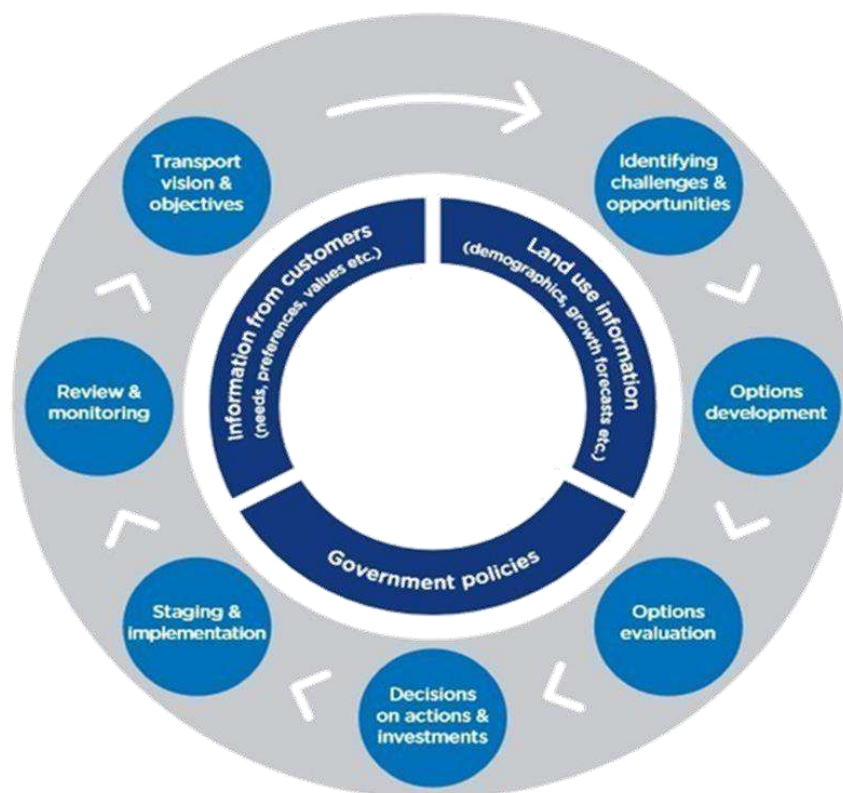 Transport
vision &
objectives
Identifying
challenges &
opportunities
Information from customers
(needs, preferences, values etc.)
Land use information
(demographics, growth forecasts etc.)
Review &
monitoring
Options
development
Government policies
Staging &
implementation
Options
evaluation
Decisions
on actions &
investments